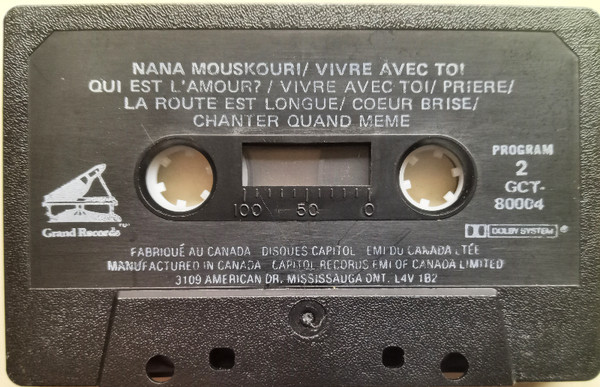 NANA MOUSKOURI/ VIVRE AVEC TOI
QUI EST L'AMOUR? / VIVRE AVEC TOI/ PRIERE/
LA ROUTE EST LONGUE/ COEUR BRISE/
CHANTER QUAND MEME
PROGRAM
2
GCT-
80004
100 50 0
Grand Records TM
DOLBY SYSTEM ®
FABRIQUÉ AU CANADA DISQUES CAPITOL - EMI DU CANADA LTÉE
MANUFACTURED IN CANADA CAPITOL RECORDS EMI OF CANADA LIMITED
3109 AMERICAN DR. MISSISSAUGA ONT. L4V 1B2